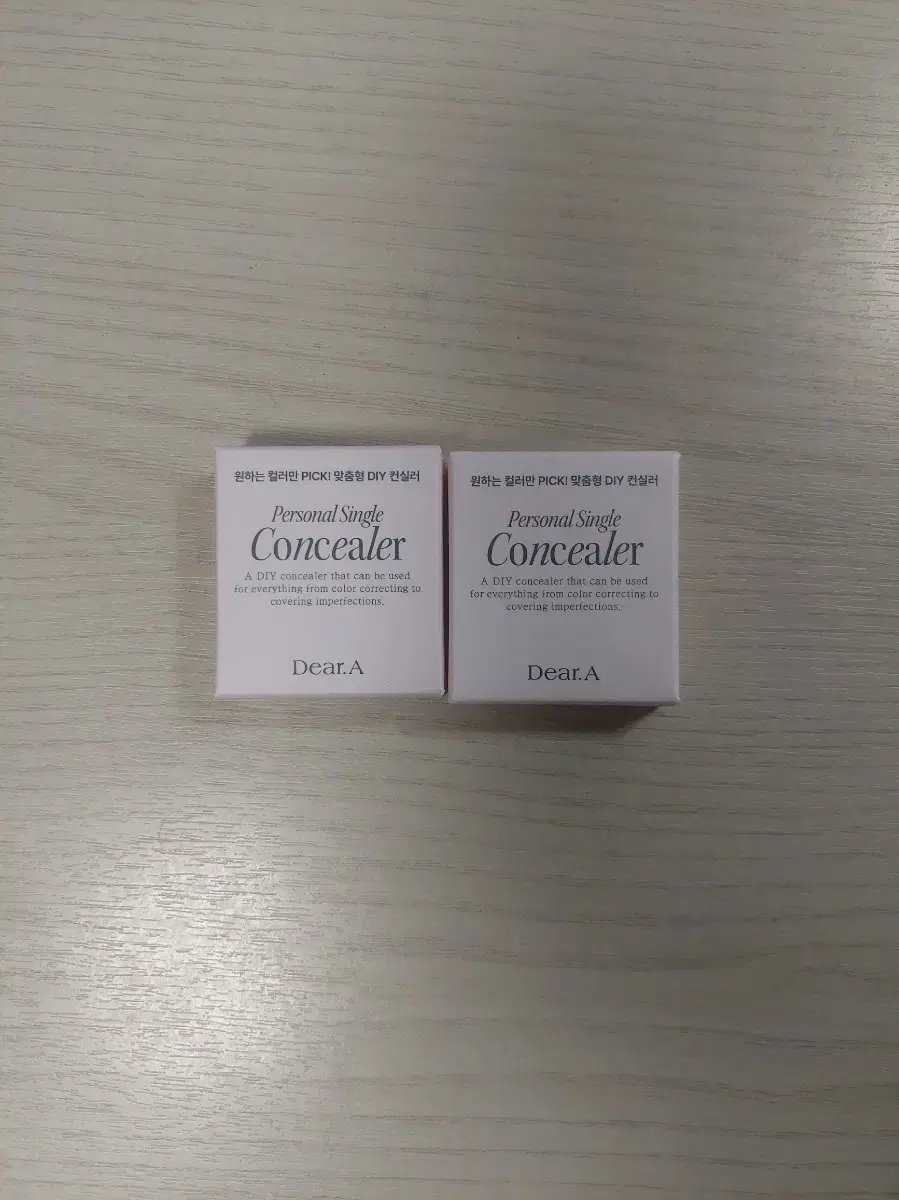 원하는 컬러만 PICK! 맞춤형 DIY 컨실러
Personal Single
Concealer
A DIY concealer that can be used
for everything from color correcting to
covering imperfections.
Dear.A
원하는 컬러만 PICK! 맞춤형 DIY 컨실러
Personal Single
Concealer
A DIY concealer that can be used
for everything from color correcting to
covering imperfections.
Dear.A